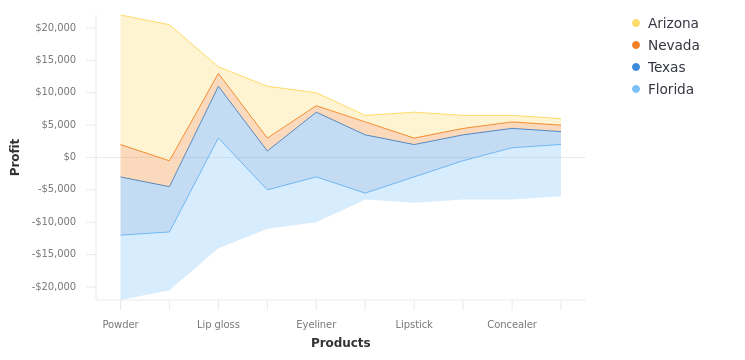 $20,000
$15,000
$10,000
$5,000
$0
-$5,000
-$10,000
-$15,000
-$20,000
Profit
Powder Lip gloss Eyeliner Lipstick Concealer
Products
Arizona
Nevada
Texas
Florida